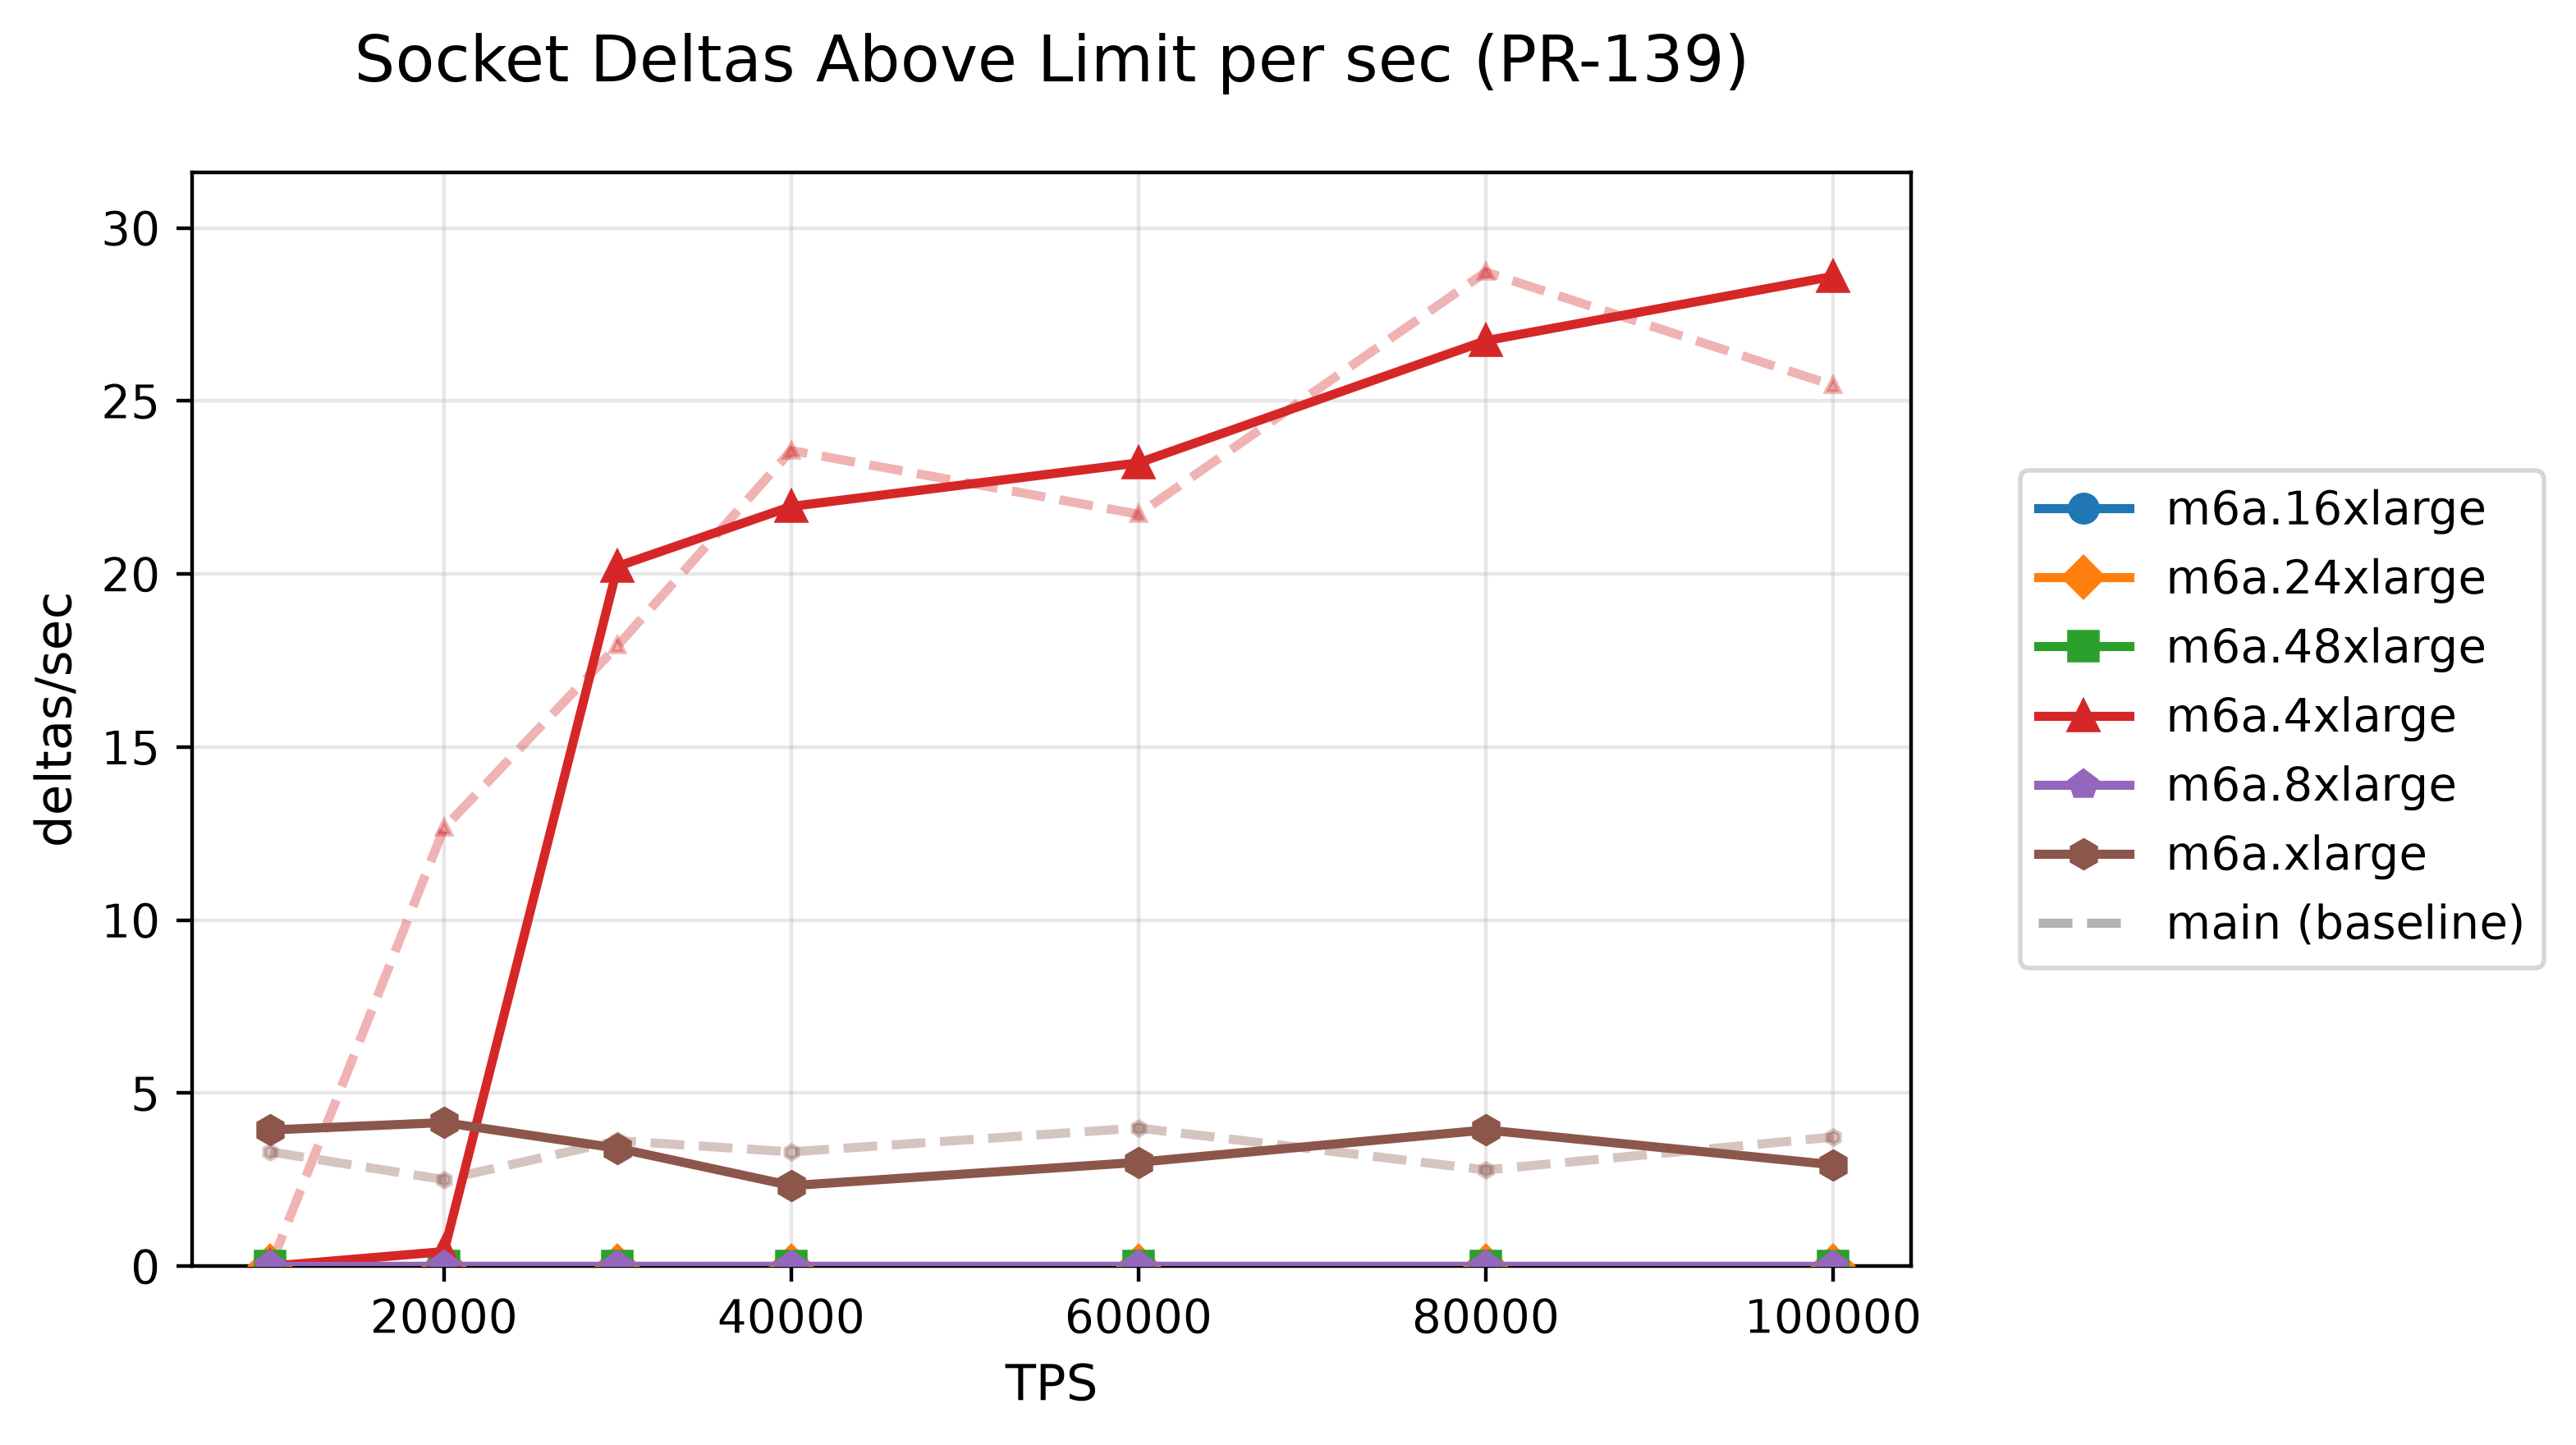 Socket Deltas Above Limit per sec (PR-139)
30
25
20
15
10
5
0
deltas/sec
20000 40000 60000 80000 100000
TPS
m6a.16xlarge
m6a.24xlarge
m6a.48xlarge
m6a.4xlarge
m6a.8xlarge
m6a.xlarge
main (baseline)